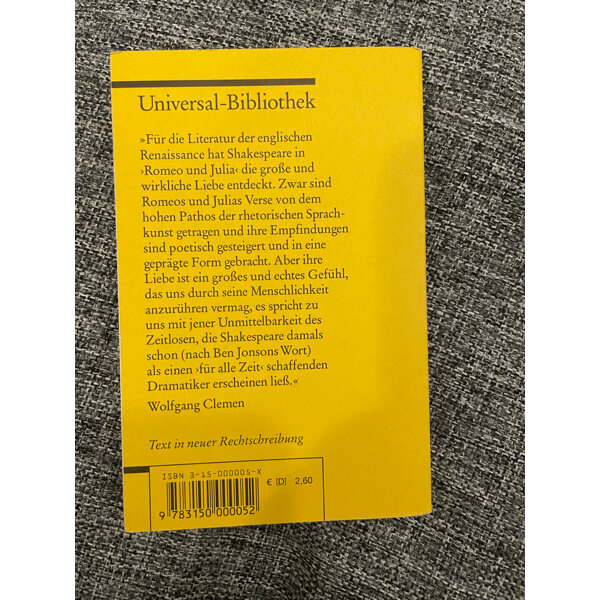 Universal-Bibliothek
»Für die Literatur der englischen
Renaissance hat Shakespeare in
›Romeo und Julia‹ die große und
wirkliche Liebe entdeckt. Zwar sind
Romeos und Julias Verse von dem
hohen Pathos der rhetorischen Sprach-
kunst getragen und ihre Empfindungen
sind poetisch gesteigert und in eine
geprägte Form gebracht. Aber ihre
Liebe ist ein großes und echtes Gefühl,
das uns durch seine Menschlichkeit
anzurühren vermag, es spricht zu
uns mit jener Unmittelbarkeit des
Zeitlosen, die Shakespeare damals
schon (nach Ben Jonsons Wort)
als einen ›für alle Zeit‹ schaffenden
Dramatiker erscheinen ließ.«
Wolfgang Clemen
Text in neuer Rechtschreibung
ISBN 3-15-000005-X
€ [D] 2,60
9 783150 000052